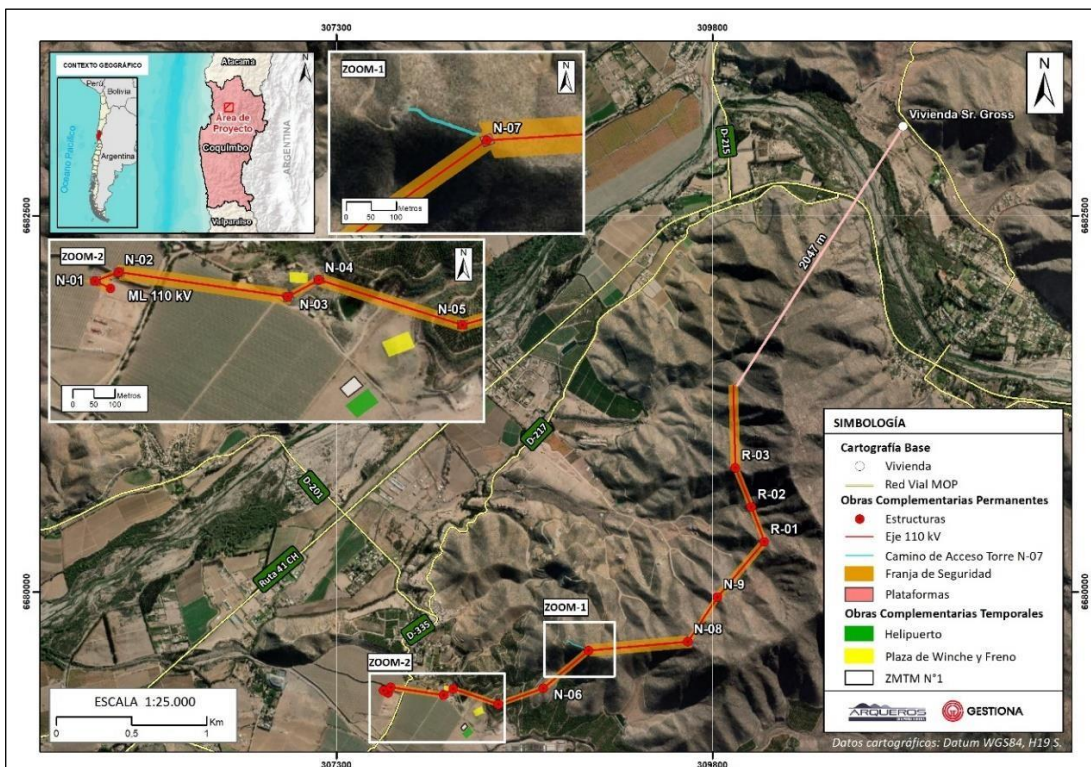 307300
309800
CONTEXTO GEOGRÁFICO
Perú
Bolivia
Argentina
Oceano Pacífico
N
Atacama
Área de
Proyecto
Coquimbo
ARGENTINA
Valparaíso
ZOOM-1
N
N-07
0 50 100
Metros
N
D-215
Vivienda Sr. Gross
6682500
6682500
2047 m
ZOOM-2
N
N-01
N-02
ML 110 kV
N-03
N-04
N-05
0 50 100
Metros
D-217
D-201
Ruta 41 CH
D-335
R-03
R-02
R-01
N-9
N-08
ZOOM-1
N-06
ZOOM-2
6680000
6680000
ESCALA 1:25.000
0 0.5 1
Km
SIMBOLOGÍA
Cartografía Base
Vivienda
Red Vial MOP
Obras Complementarias Permanentes
Estructuras
Eje 110 kV
Camino de Acceso Torre N-07
Franja de Seguridad
Plataformas
Obras Complementarias Temporales
Helipuerto
Plaza de Winche y Freno
ZMTM N°1
ARQUEROS
GESTIONA
Datos cartográficos: Datum WGS84, H19 S.
307300
309800